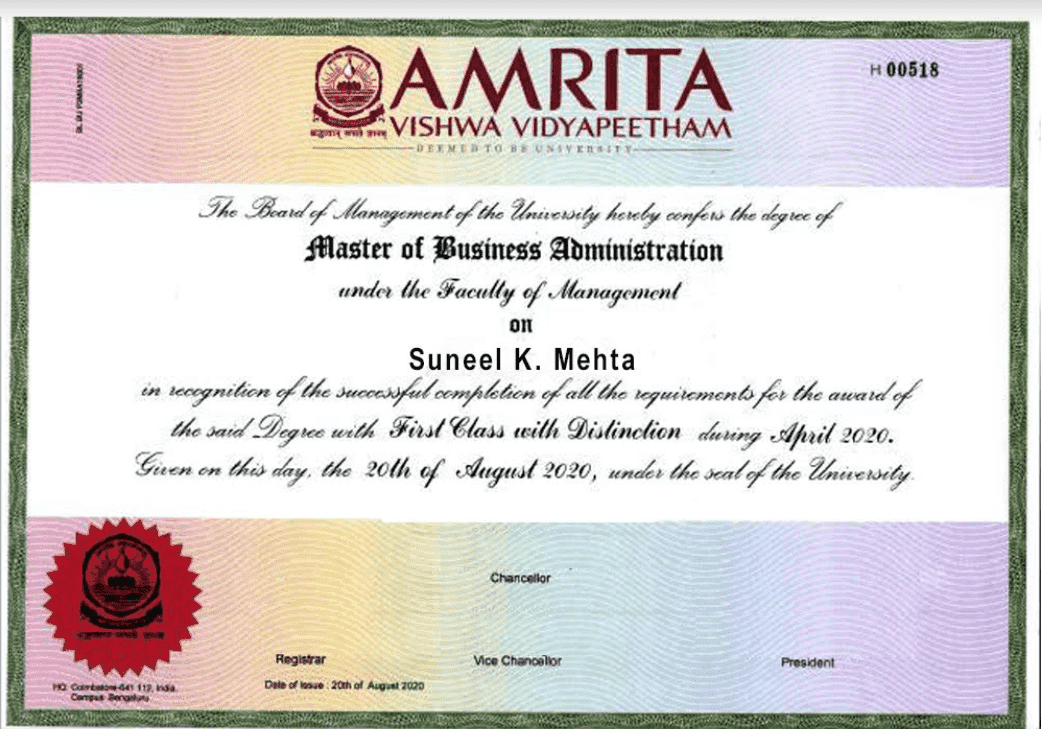 H 00518
AMRITA
VISHWA VIDYAPEETHAM
DEEMED TO BE UNIVERSITY
The Board of Management of the University hereby confers the degree of
Master of Business Administration
under the Faculty of Management
on
Suneel K. Mehta
in recognition of the successful completion of all the requirements for the award of
the said Degree with First Class with Distinction during April 2020.
Given on this day, the 20th of August 2020, under the seal of the University.
Chancellor
Registrar
Vice Chancellor
President
Date of Issue : 20th of August 2020
HQ: Coimbatore-641 112, India.
Campus: Bengaluru